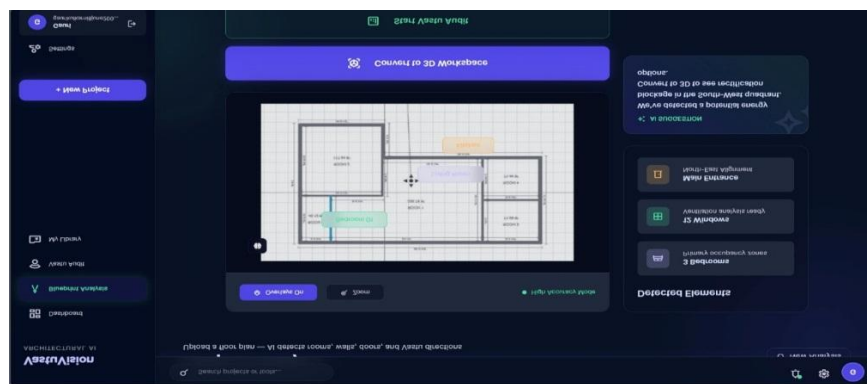 VastuVision
ARCHITECTURAL AI
Dashboard
Blueprint Analysis
Vastu Audit
My Library
+ New Project
Settings
G
Gauri
Search projects or tools...
G
New Analysis
Upload a floor plan — AI detects rooms, walls, doors, and Vastu directions
Overlays On
Zoom
High Accuracy Mode
Bedroom 01
Convert to 3D Workspace
Start Vastu Audit
Detected Elements
3 Bedrooms
Primary occupancy zones
12 Windows
Ventilation analysis ready
Main Entrance
North-East Alignment
AI SUGGESTION
We've detected a potential energy
blockage in the South-West quadrant.
Convert to 3D to see rectification
options.